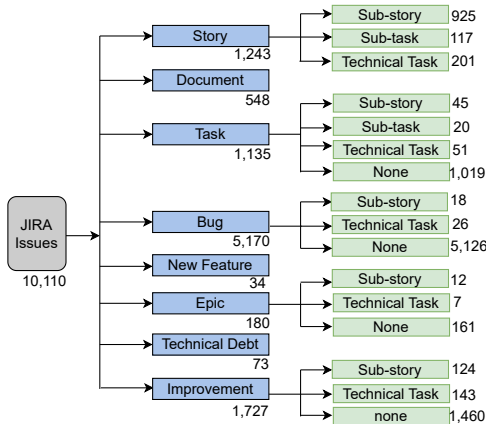 JIRA
Issues
10,110
Story
1,243
Sub-story 925
Sub-task 117
Technical Task 201
Document
548
Task
1,135
Sub-story 45
Sub-task 20
Technical Task 51
None 1,019
Bug
5,170
Sub-story 18
Technical Task 26
None 5,126
New Feature
34
Epic
180
Sub-story 12
Technical Task 7
None 161
Technical Debt
73
Improvement
1,727
Sub-story 124
Technical Task 143
none 1,460